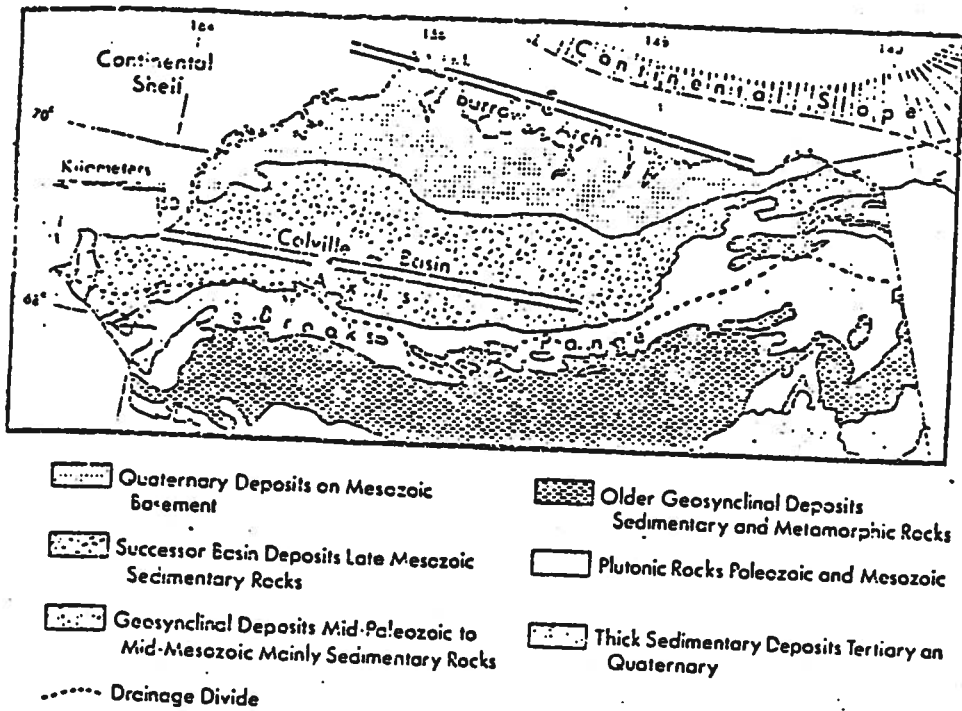 Continental
Shelf
Continental Slope
70°
Kilometers
Arch
Colville Basin
Axis
Brooks Range
68°
Quaternary Deposits on Mesozoic
Basement
Successor Basin Deposits Late Mesozoic
Sedimentary Rocks
Geosynclinal Deposits Mid-Paleozoic to
Mid-Mesozoic Mainly Sedimentary Rocks
Drainage Divide
Older Geosynclinal Deposits
Sedimentary and Metamorphic Rocks
Plutonic Rocks Paleozoic and Mesozoic
Thick Sedimentary Deposits Tertiary an
Quaternary